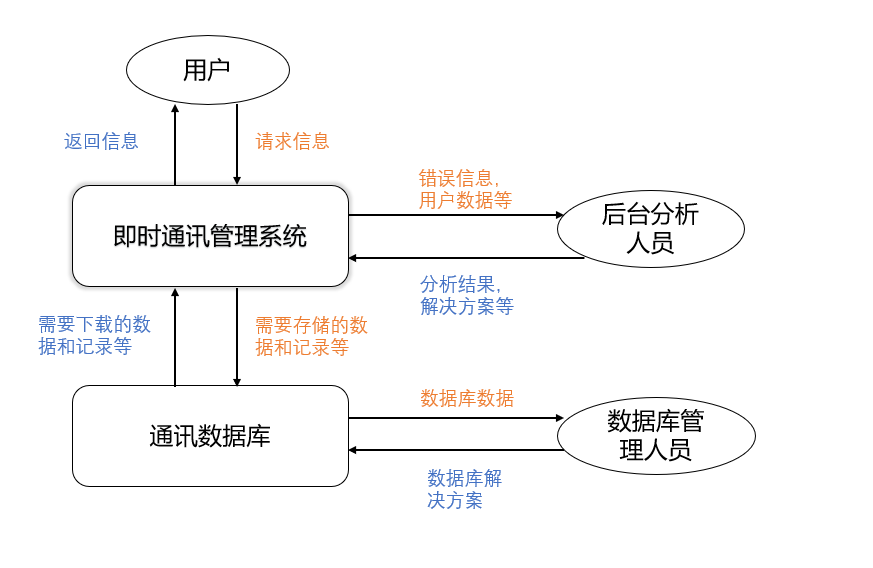 用户
返回信息
请求信息
错误信息，
用户数据等
即时通讯管理系统
后台分析
人员
分析结果，
解决方案等
需要下载的数
据和记录等
需要存储的数
据和记录等
数据库数据
通讯数据库
数据库管
理人员
数据库解
决方案